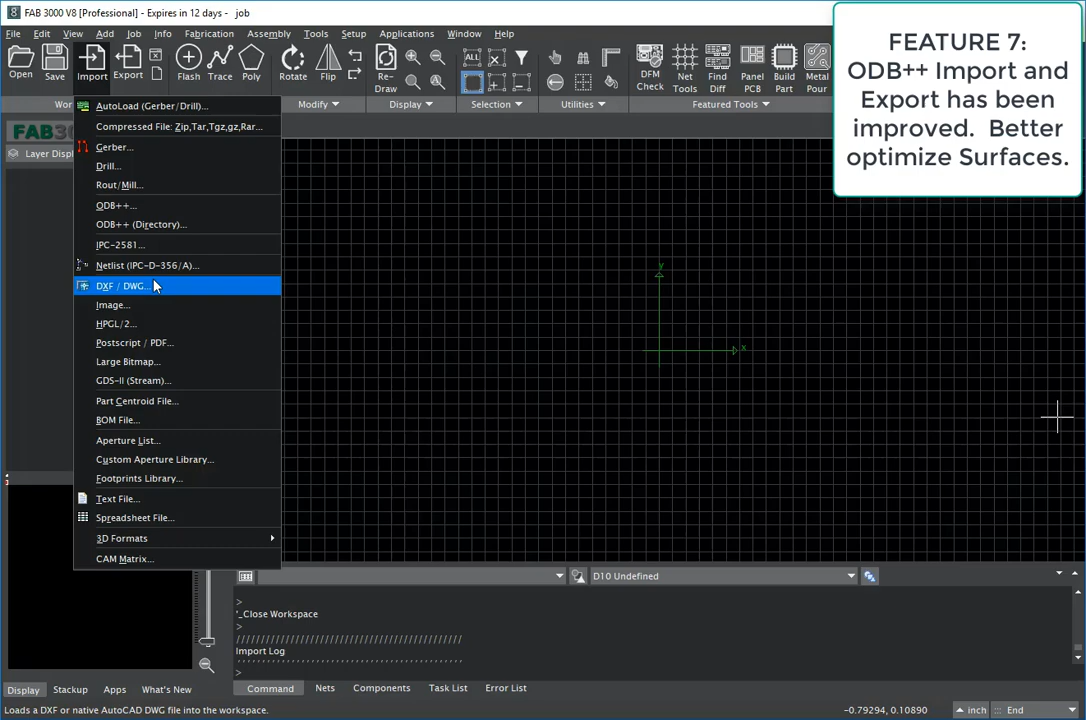 FAB 3000 V8 [Professional] - Expires in 12 days - job
File Edit View Add Job Info Fabrication Assembly Tools Setup Applications Window Help
Open Save Import Export Flash Trace Poly Rotate Flip Re-Draw ALL DFM Check Net Tools Find Diff Panel PCB Build Part Metal Pour
Modify Display Selection Utilities Featured Tools
FAB30
Layer Displ
AutoLoad (Gerber/Drill)...
Compressed File: Zip,Tar,Tgz,gz,Rar...
Gerber...
Drill...
Rout/Mill...
ODB++...
ODB++ (Directory)...
IPC-2581...
Netlist (IPC-D-356/A)...
DXF / DWG...
Image...
HPGL/2...
Postscript / PDF...
Large Bitmap...
GDS-II (Stream)...
Part Centroid File...
BOM File...
Aperture List...
Custom Aperture Library...
Footprints Library...
Text File...
Spreadsheet File...
3D Formats
CAM Matrix...
FEATURE 7:
ODB++ Import and
Export has been
improved. Better
optimize Surfaces.
y
x
D10 Undefined
>
'_Close Workspace
>
/////////////////////////////////////////////
Import Log
'''''''''''''''''''''''''''''''''''''''''''''
>
Display Stackup Apps What's New
Command Nets Components Task List Error List
Loads a DXF or native AutoCAD DWG file into the workspace.
-0.79294, 0.10890 inch ::: End